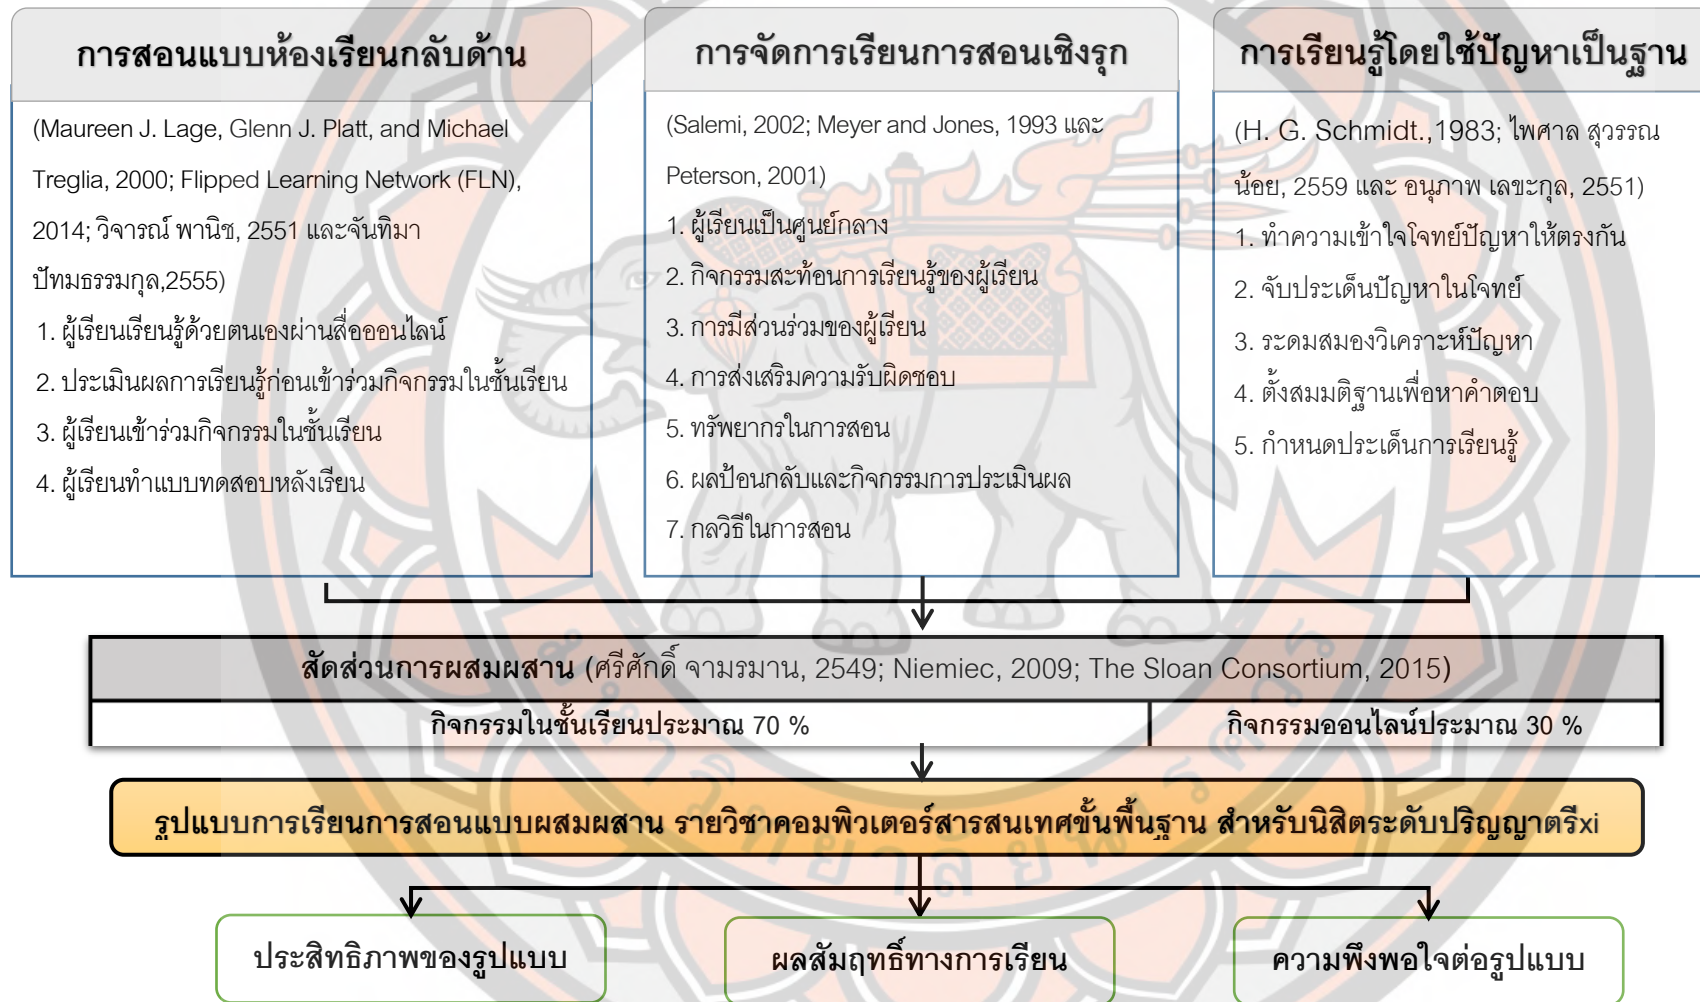 การสอนแบบห้องเรียนกลับด้าน
(Maureen J. Lage, Glenn J. Platt, and Michael
Treglia, 2000; Flipped Learning Network (FLN),
2014; วิจารณ์ พานิช, 2551 และจันทิมา
ปัทมธรรมกุล,2555)
1. ผู้เรียนเรียนรู้ด้วยตนเองผ่านสื่อออนไลน์
2. ประเมินผลการเรียนรู้ก่อนเข้าร่วมกิจกรรมในชั้นเรียน
3. ผู้เรียนเข้าร่วมกิจกรรมในชั้นเรียน
4. ผู้เรียนทำแบบทดสอบหลังเรียน
การจัดการเรียนการสอนเชิงรุก
(Salemi, 2002; Meyer and Jones, 1993 และ
Peterson, 2001)
1. ผู้เรียนเป็นศูนย์กลาง
2. กิจกรรมสะท้อนการเรียนรู้ของผู้เรียน
3. การมีส่วนร่วมของผู้เรียน
4. การส่งเสริมความรับผิดชอบ
5. ทรัพยากรในการสอน
6. ผลป้อนกลับและกิจกรรมการประเมินผล
7. กลวิธีในการสอน
การเรียนรู้โดยใช้ปัญหาเป็นฐาน
(H. G. Schmidt.,1983; ไพศาล สุวรรณ
น้อย, 2559 และ อนุภาพ เลขะกุล, 2551)
1. ทำความเข้าใจโจทย์ปัญหาให้ตรงกัน
2. จับประเด็นปัญหาในโจทย์
3. ระดมสมองวิเคราะห์ปัญหา
4. ตั้งสมมติฐานเพื่อหาคำตอบ
5. กำหนดประเด็นการเรียนรู้
สัดส่วนการผสมผสาน (ศรีศักดิ์ จามรมาน, 2549; Niemiec, 2009; The Sloan Consortium, 2015)
กิจกรรมในชั้นเรียนประมาณ 70 %
กิจกรรมออนไลน์ประมาณ 30 %
รูปแบบการเรียนการสอนแบบผสมผสาน รายวิชาคอมพิวเตอร์สารสนเทศขั้นพื้นฐาน สำหรับนิสิตระดับปริญญาตรีxi
มหาวิทยาลัยนเรศวร
ประสิทธิภาพของรูปแบบ
ผลสัมฤทธิ์ทางการเรียน
ความพึงพอใจต่อรูปแบบ